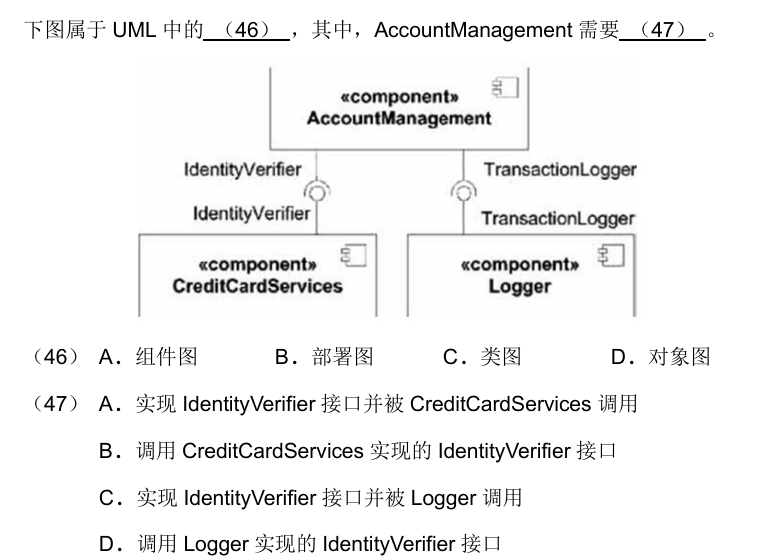 下图属于 UML 中的 （46） ，其中，AccountManagement 需要 （47） 。
«component»
AccountManagement
IdentityVerifier
TransactionLogger
IdentityVerifier
TransactionLogger
«component»
CreditCardServices
«component»
Logger
（46） A．组件图 B．部署图 C．类图 D．对象图
（47） A．实现 IdentityVerifier 接口并被 CreditCardServices 调用
B．调用 CreditCardServices 实现的 IdentityVerifier 接口
C．实现 IdentityVerifier 接口并被 Logger 调用
D．调用 Logger 实现的 IdentityVerifier 接口